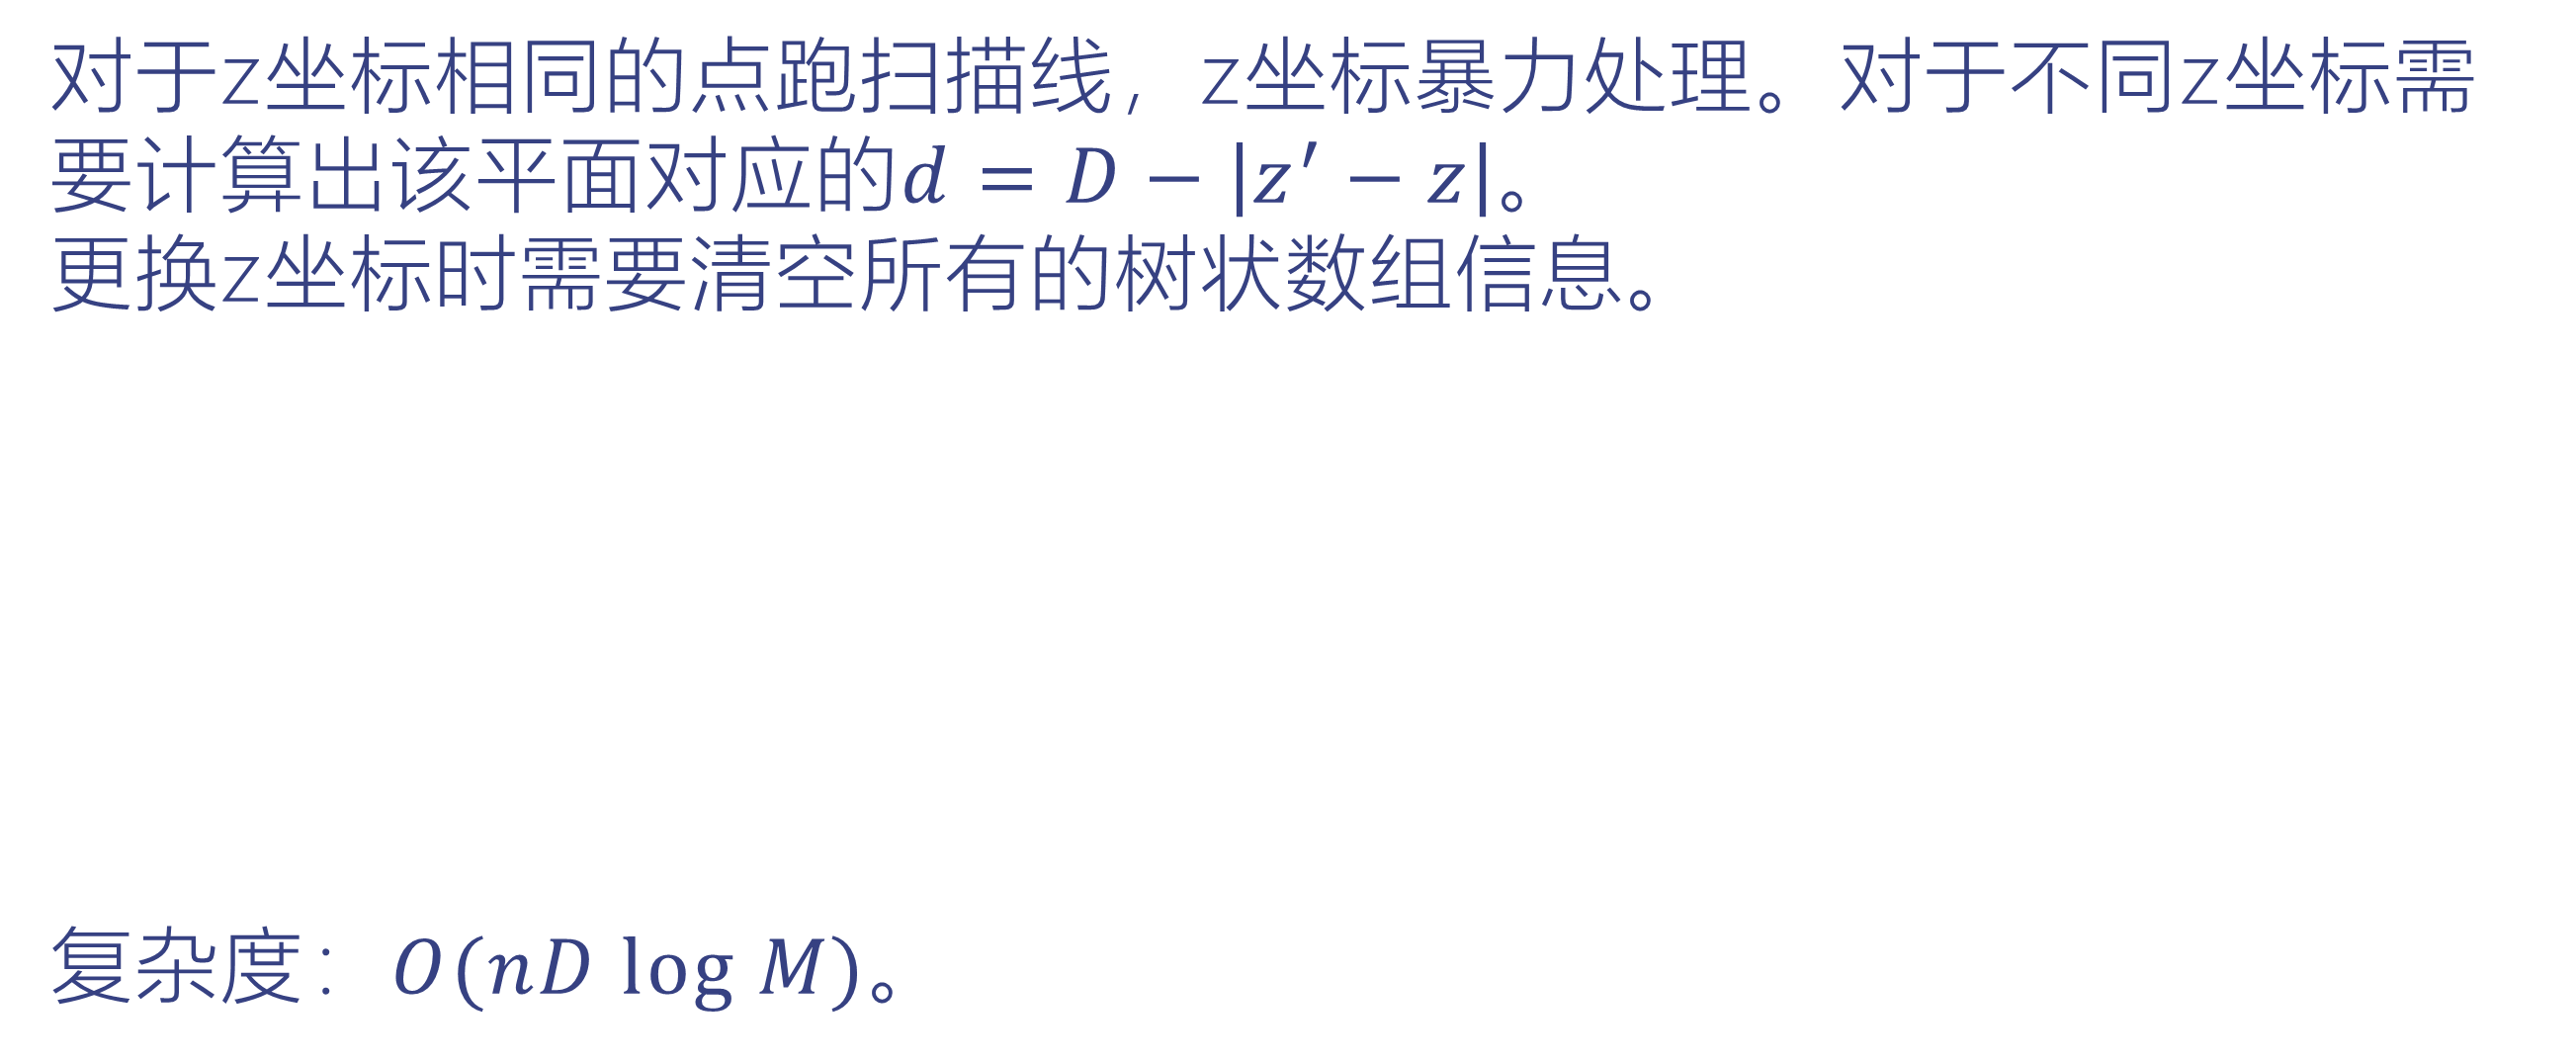 对于z坐标相同的点跑扫描线，z坐标暴力处理。对于不同z坐标需
要计算出该平面对应的d = D − |z′ − z|。
更换z坐标时需要清空所有的树状数组信息。
复杂度：O(nD log M)。